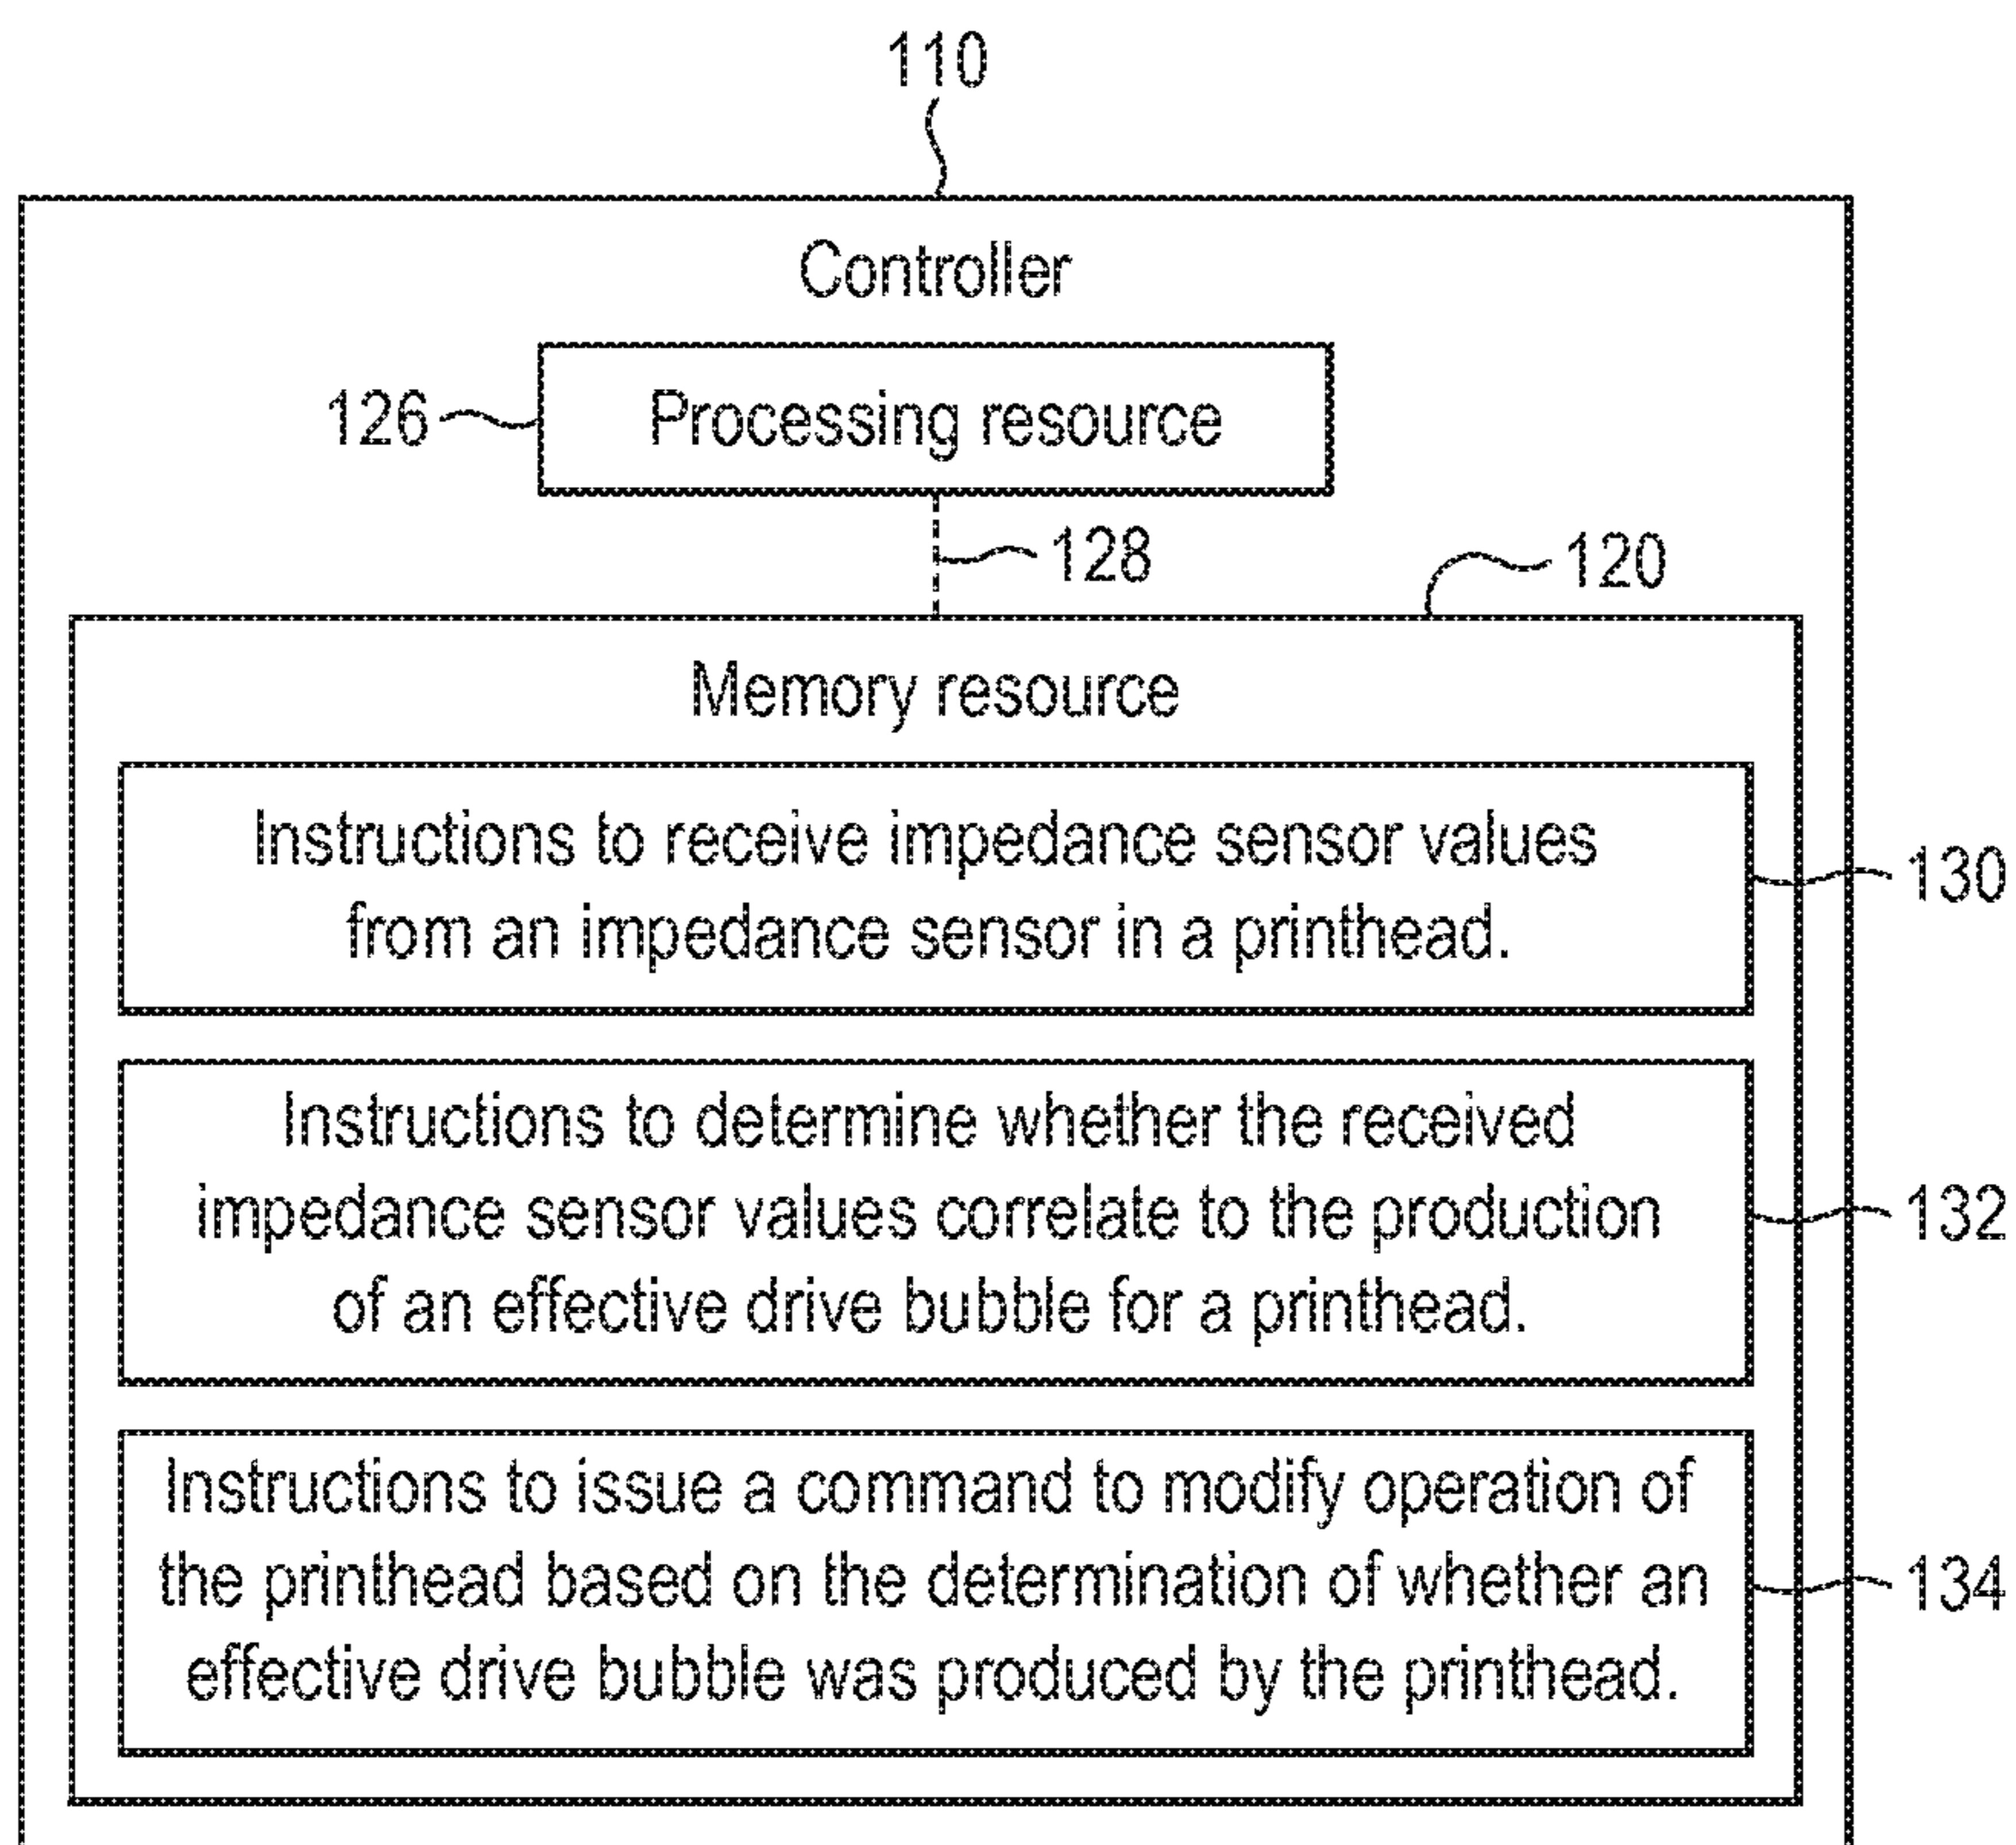 110
Controller
126
Processing resource
128
120
Memory resource
Instructions to receive impedance sensor values
from an impedance sensor in a printhead.
130
Instructions to determine whether the received
impedance sensor values correlate to the production
of an effective drive bubble for a printhead.
132
Instructions to issue a command to modify operation of
the printhead based on the determination of whether an
effective drive bubble was produced by the printhead.
134